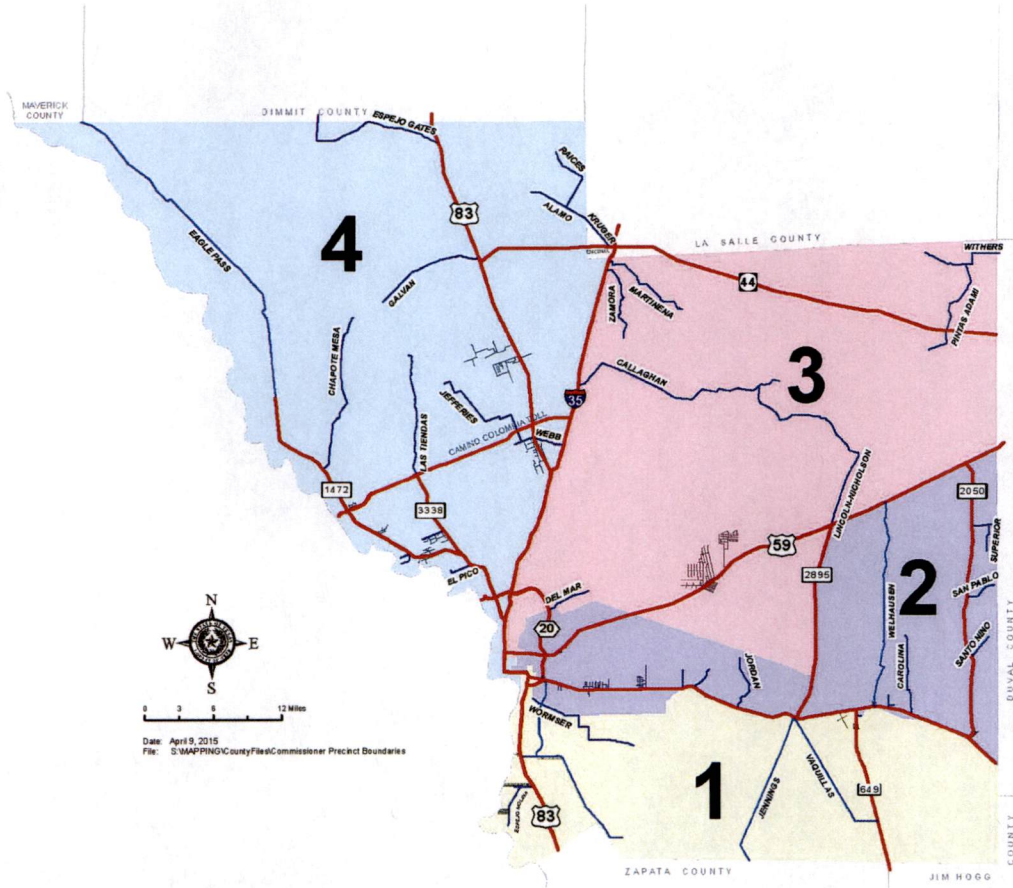 MAVERICK
COUNTY
DIMMIT COUNTY
ESPEJO GATES
RAICES
ALAMO
KRUGER
83
4
EAGLE PASS
GALVAN
ENCINAL
LA SALLE COUNTY
WITHERS
44
ZAMORA
MARTINENA
PINTAS ADAMI
CHAPOTE MESA
3
CALLAGHAN
35
JEFFERIES
LAS TIENDAS
CAMINO COLOMBIA TOLL
WEBB
LINCOLN-NICHOLSON
1472
3338
2050
SUPERIOR
59
EL PICO
2895
2
SAN PABLO
DEL MAR
WELHAUSEN
20
CAROLINA
SANTO NINO
DUVAL COUNTY
JORDAN
N
W E
S
0 3 6 12 Miles
Date: April 9, 2015
File: S:\MAPPING\CountyFiles\Commissioner Precinct Boundaries
WORMSER
1
JENNINGS
VAQUILLAS
649
ESPEJO MOLINA
83
ZAPATA COUNTY
JIM HOGG
COUNTY